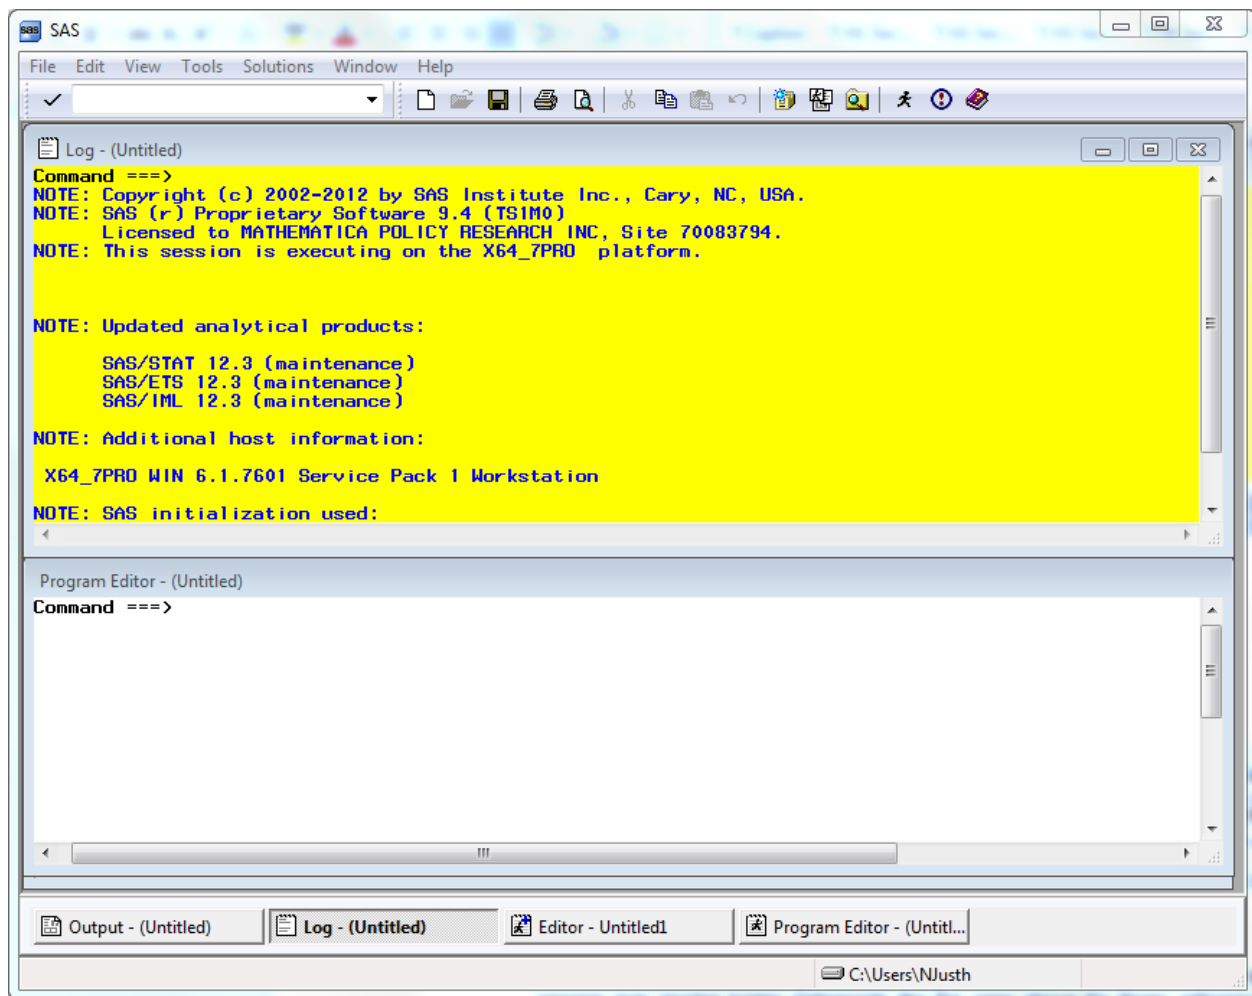 SAS
File Edit View Tools Solutions Window Help
Log - (Untitled)
Command ===>
NOTE: Copyright (c) 2002-2012 by SAS Institute Inc., Cary, NC, USA.
NOTE: SAS (r) Proprietary Software 9.4 (TS1M0)
Licensed to MATHEMATICA POLICY RESEARCH INC, Site 70083794.
NOTE: This session is executing on the X64_7PRO  platform.
NOTE: Updated analytical products:
SAS/STAT 12.3 (maintenance)
SAS/ETS 12.3 (maintenance)
SAS/IML 12.3 (maintenance)
NOTE: Additional host information:
X64_7PRO WIN 6.1.7601 Service Pack 1 Workstation
NOTE: SAS initialization used:
Program Editor - (Untitled)
Command ===>
Output - (Untitled) Log - (Untitled) Editor - Untitled1 Program Editor - (Untitl...
C:\Users\NJusth